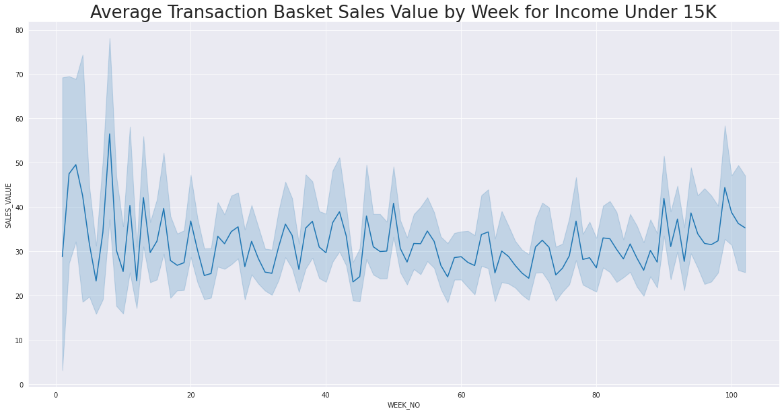 Average Transaction Basket Sales Value by Week for Income Under 15K
80
70
60
50
40
30
20
10
0
SALES_VALUE
0 20 40 60 80 100
WEEK_NO